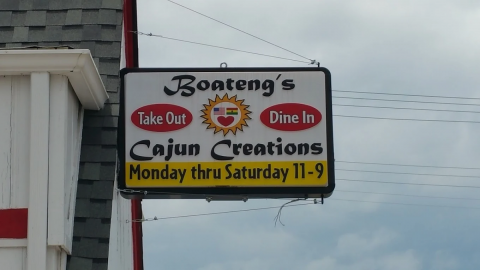 Boateng's
Take Out
Dine In
Cajun Creations
Monday thru Saturday 11-9